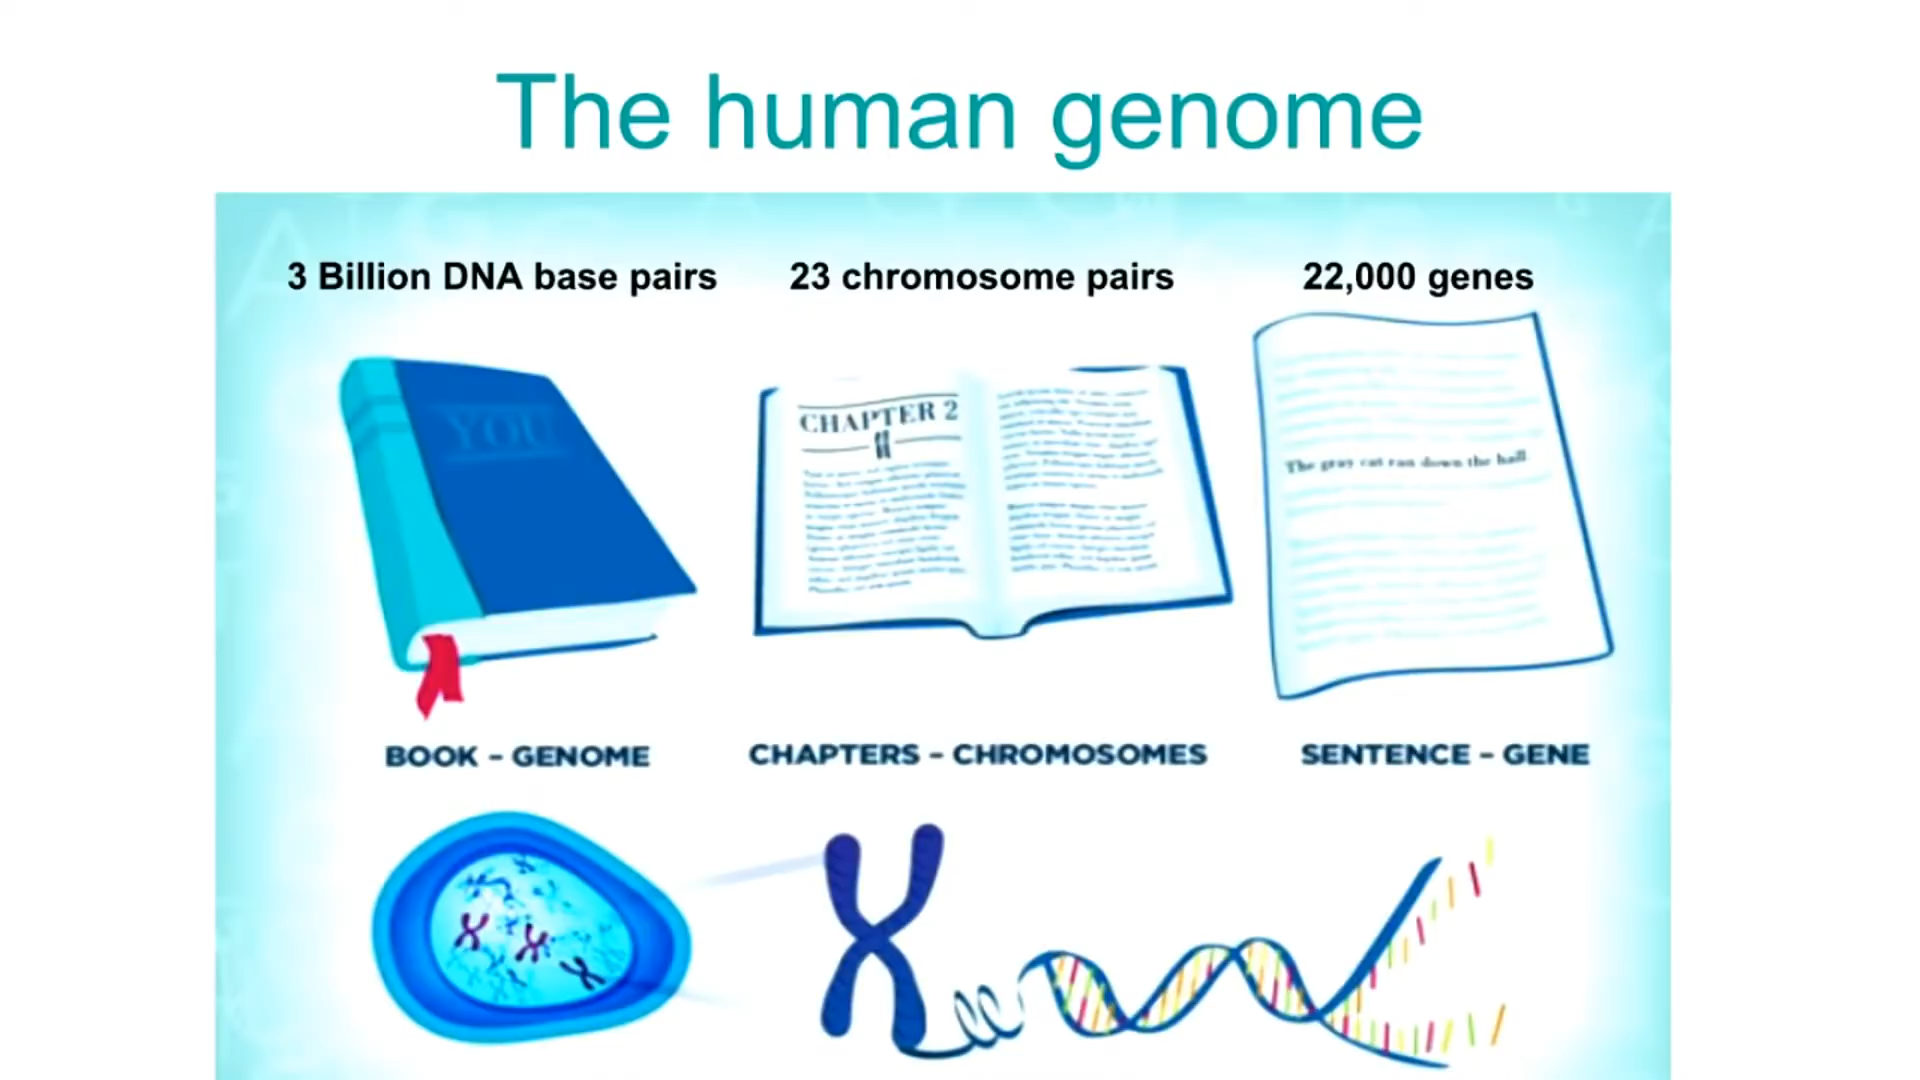 The human genome
3 Billion DNA base pairs
23 chromosome pairs
22,000 genes
YOU
CHAPTER 2
The gray cat ran down the hall
BOOK – GENOME
CHAPTERS – CHROMOSOMES
SENTENCE – GENE